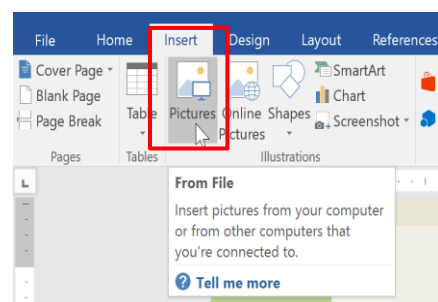 File Home Insert Design Layout References
Cover Page
Blank Page
Page Break
Table
Pictures
Online Pictures
Shapes
SmartArt
Chart
Screenshot
Pages Tables Illustrations
L
From File
Insert pictures from your computer
or from other computers that
you're connected to.
Tell me more